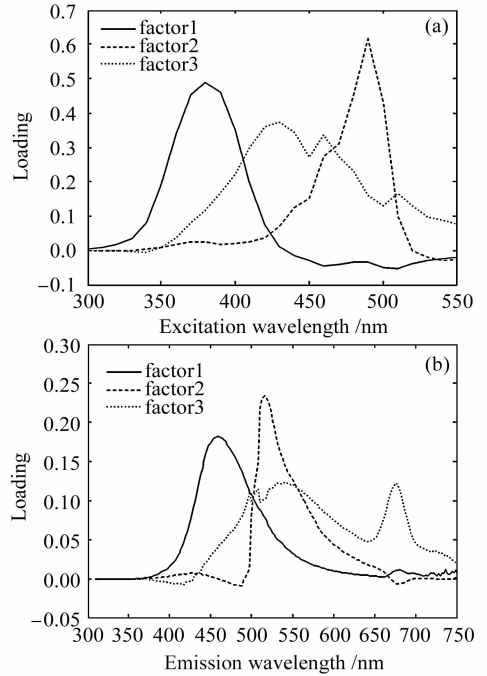 0.7
(a)
factor1
0.6
factor2
0.5
factor3
0.4
Loading
0.3
0.2
0.1
0.0
−0.1
300 350 400 450 500 550
Excitation wavelength /nm
0.30
(b)
factor1
0.25
factor2
factor3
0.20
0.15
Loading
0.10
0.05
0.00
−0.05
300 350 400 450 500 550 600 650 700 750
Emission wavelength /nm